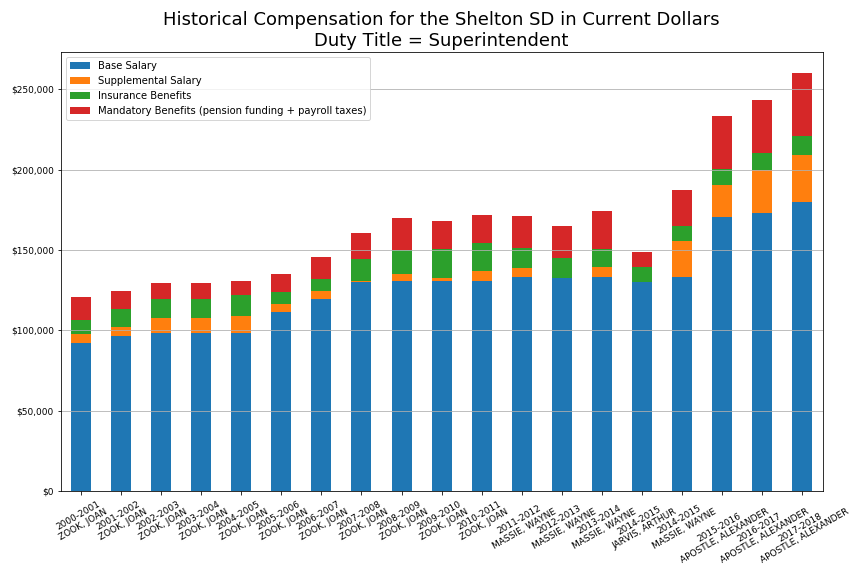 Historical Compensation for the Shelton SD in Current Dollars
Duty Title = Superintendent
Base Salary
Supplemental Salary
Insurance Benefits
Mandatory Benefits (pension funding + payroll taxes)
$250,000
$200,000
$150,000
$100,000
$50,000
$0
2000-2001
ZOOK, JOAN
2001-2002
ZOOK, JOAN
2002-2003
ZOOK, JOAN
2003-2004
ZOOK, JOAN
2004-2005
ZOOK, JOAN
2005-2006
ZOOK, JOAN
2006-2007
ZOOK, JOAN
2007-2008
ZOOK, JOAN
2008-2009
ZOOK, JOAN
2009-2010
ZOOK, JOAN
2010-2011
ZOOK, JOAN
2011-2012
MASSIE, WAYNE
2012-2013
MASSIE, WAYNE
2013-2014
MASSIE, WAYNE
2014-2015
JARVIS, ARTHUR
2014-2015
MASSIE, WAYNE
2015-2016
APOSTLE, ALEXANDER
2016-2017
APOSTLE, ALEXANDER
2017-2018
APOSTLE, ALEXANDER